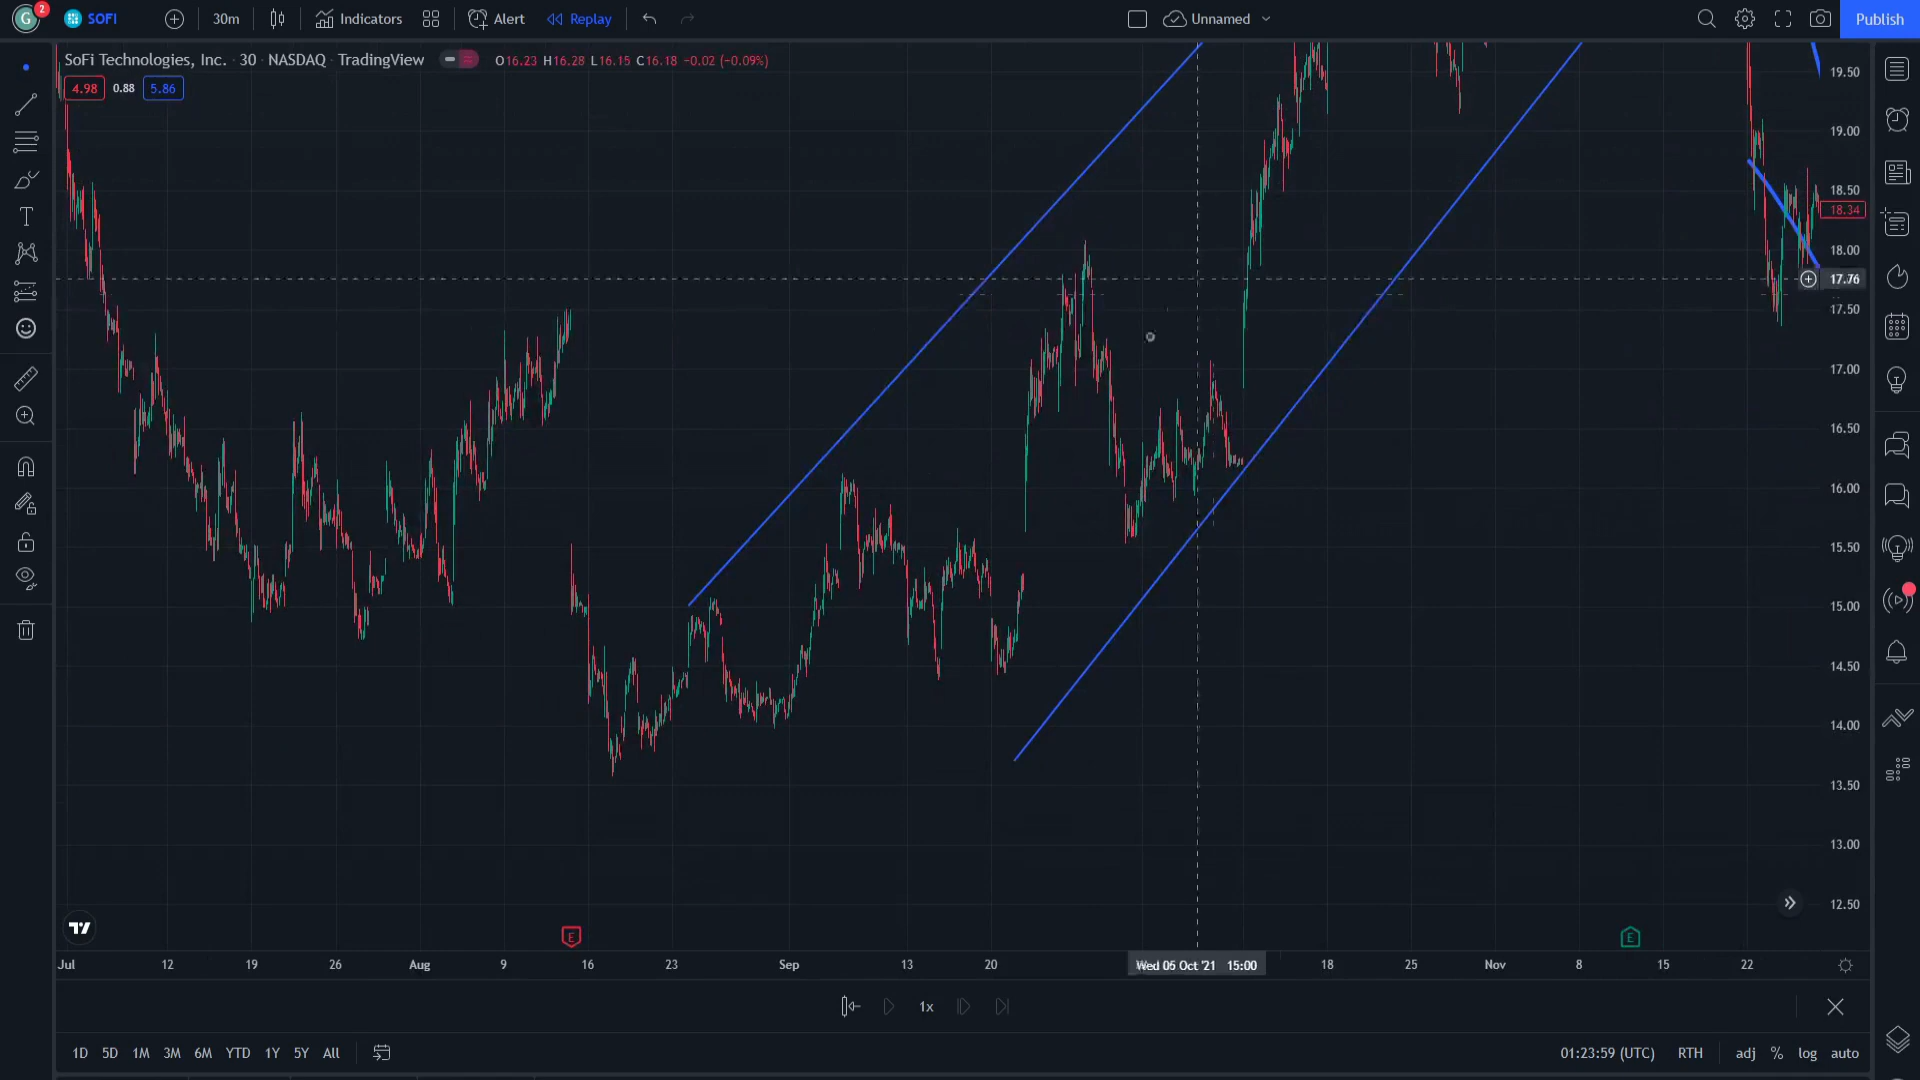 G 2 SOFI 30m Indicators Alert Replay Unnamed Publish
SoFi Technologies, Inc. · 30 · NASDAQ · TradingView O16.23 H16.28 L16.15 C16.18 −0.02 (−0.09%)
4.98 0.88 5.86
19.50
19.00
18.50
18.34
18.00
17.76
17.50
17.00
16.50
16.00
15.50
15.00
14.50
14.00
13.50
13.00
12.50
E E
Jul 12 19 26 Aug 9 16 23 Sep 13 20 Wed 06 Oct '21 15:00 18 25 Nov 8 15 22
1x
1D 5D 1M 3M 6M YTD 1Y 5Y All 01:23:59 (UTC) RTH adj % log auto